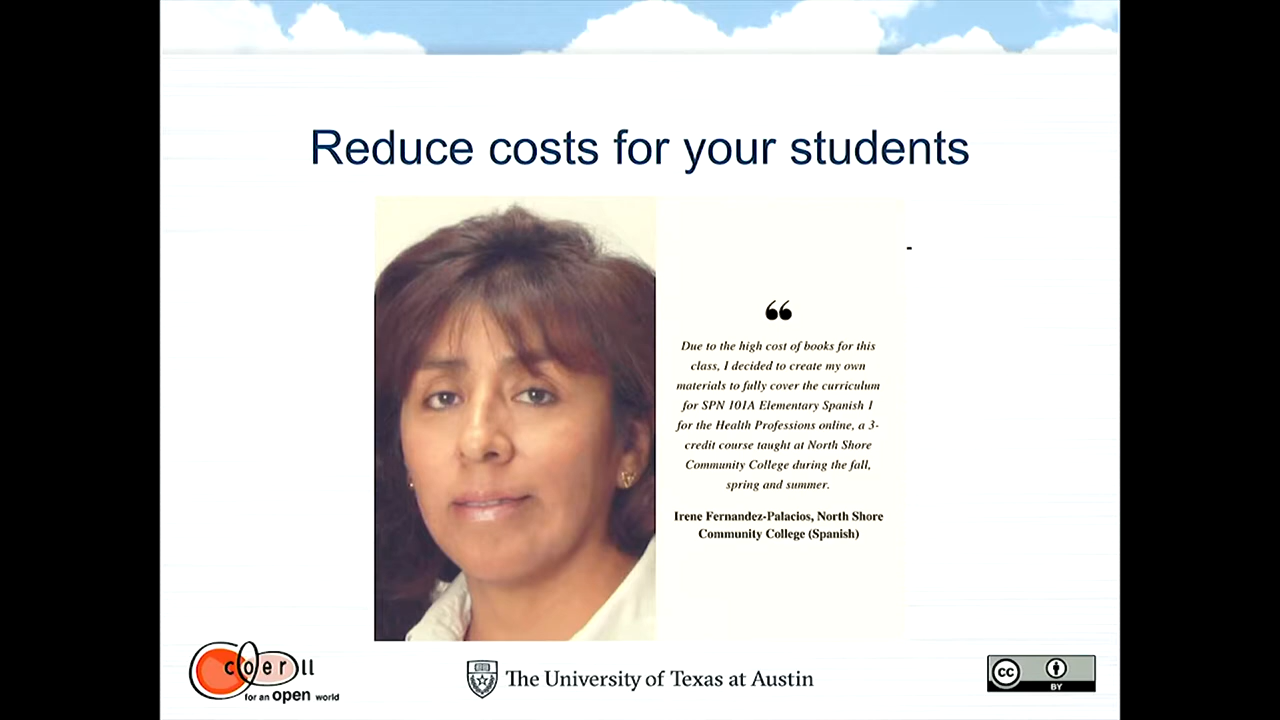 Reduce costs for your students
-
❝
Due to the high cost of books for this
class, I decided to create my own
materials to fully cover the curriculum
for SPN 101A Elementary Spanish I
for the Health Professions online, a 3-
credit course taught at North Shore
Community College during the fall,
spring and summer.
Irene Fernandez-Palacios, North Shore
Community College (Spanish)
coerll
for an open world
The University of Texas at Austin
cc
BY